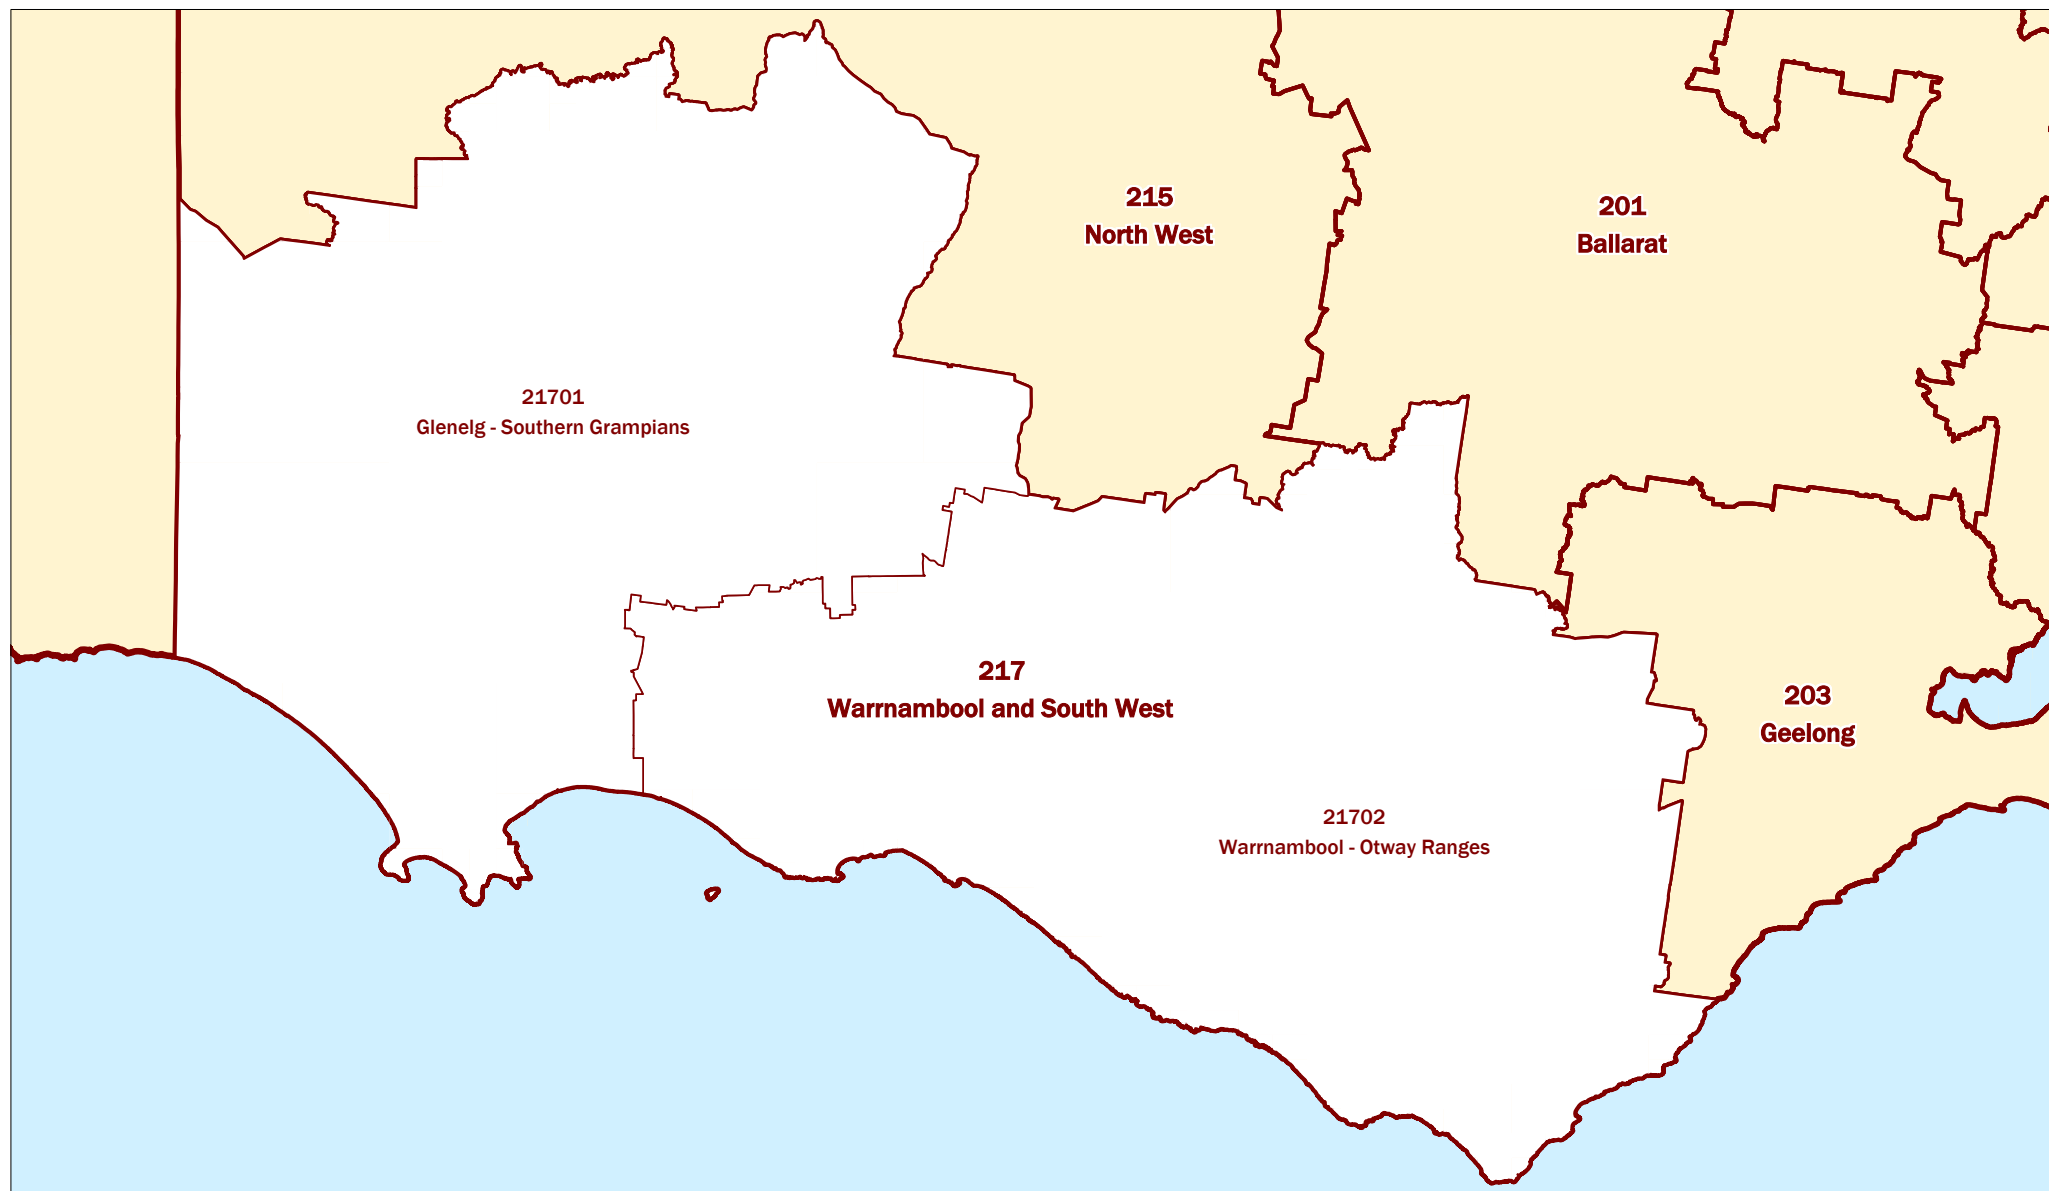 215
North West
201
Ballarat
21701
Glenelg - Southern Grampians
217
Warrnambool and South West
203
Geelong
21702
Warrnambool - Otway Ranges